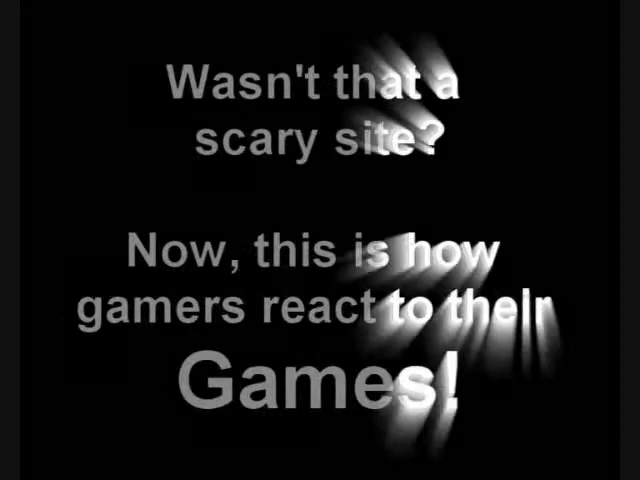 Wasn't that a
scary site?
Now, this is how
gamers react to their
Games!